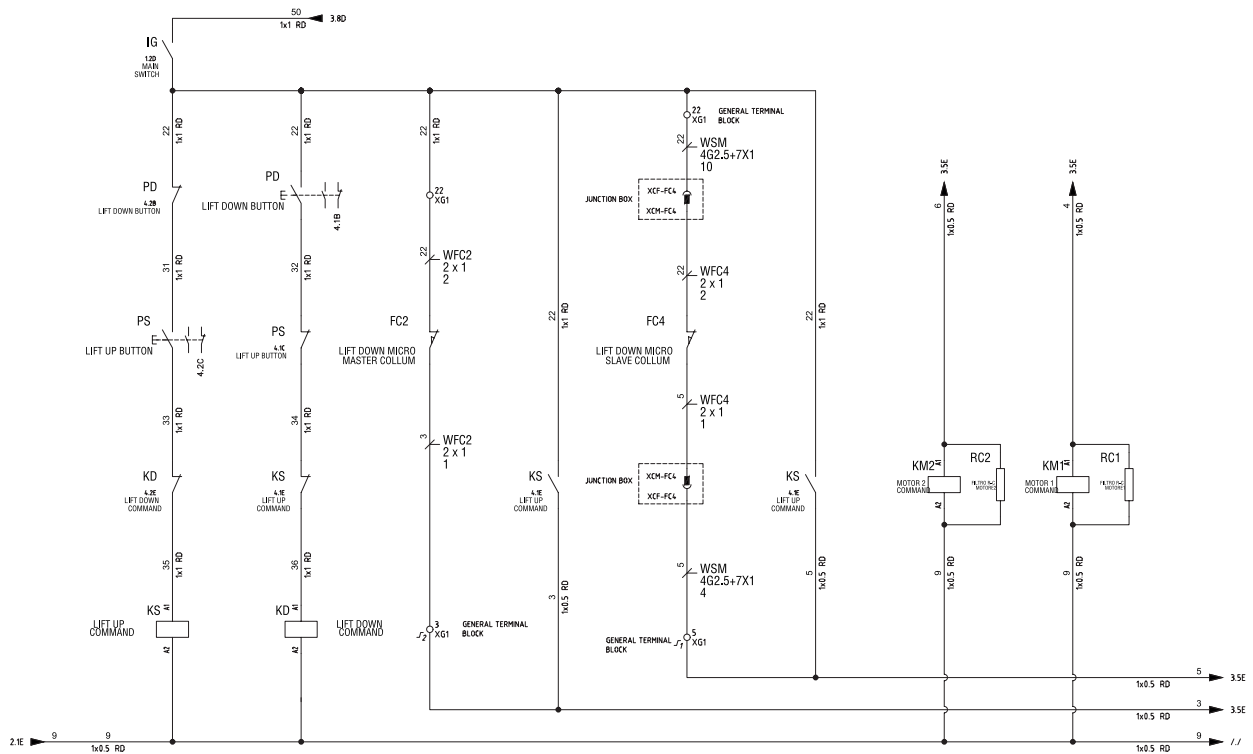 50
1x1 RD
3.8D
IG
1.2D
MAIN
SWITCH
22
1x1 RD
22
1x1 RD
22
1x1 RD
22
XG1
GENERAL TERMINAL
BLOCK
22
WSM
4G2.5+7X1
10
PD
4.2B
LIFT DOWN BUTTON
PD
LIFT DOWN BUTTON
4.1B
22
XG1
JUNCTION BOX
XCF-FC4
XCM-FC4
3.5E
6
1x0.5 RD
3.5E
4
1x0.5 RD
31
1x1 RD
32
1x1 RD
22
WFC2
2 x 1
2
22
WFC4
2 x 1
2
PS
LIFT UP BUTTON
4.2C
PS
4.1C
LIFT UP BUTTON
FC2
LIFT DOWN MICRO
MASTER COLLUM
22
1x1 RD
FC4
LIFT DOWN MICRO
SLAVE COLLUM
22
1x1 RD
33
1x1 RD
34
1x1 RD
3
WFC2
2 x 1
1
5
WFC4
2 x 1
1
KD
4.2E
LIFT DOWN
COMMAND
KS
4.1E
LIFT UP
COMMAND
KS
4.1E
LIFT UP
COMMAND
JUNCTION BOX
XCM-FC4
XCF-FC4
KS
4.1E
LIFT UP
COMMAND
KM2
A1
MOTOR 2
COMMAND
A2
RC2
FILTRO R-C
MOTORE2
KM1
A1
MOTOR 1
COMMAND
A2
RC1
FILTRO R-C
MOTORE1
35
1x1 RD
36
1x1 RD
3
1x0.5 RD
5
WSM
4G2.5+7X1
4
5
1x0.5 RD
9
1x0.5 RD
9
1x0.5 RD
KS
A1
LIFT UP
COMMAND
A2
KD
A1
LIFT DOWN
COMMAND
A2
2
3
XG1
GENERAL TERMINAL
BLOCK
GENERAL TERMINAL
BLOCK
1
5
XG1
5
1x0.5 RD
3.5E
3
1x0.5 RD
3.5E
2.1E
9
9
1x0.5 RD
9
1x0.5 RD
/./